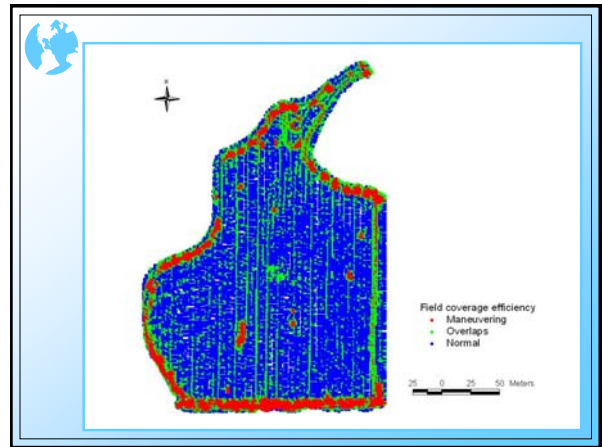 Field coverage efficiency
Maneuvering
Overlaps
Normal
25 0 25 50 Meters